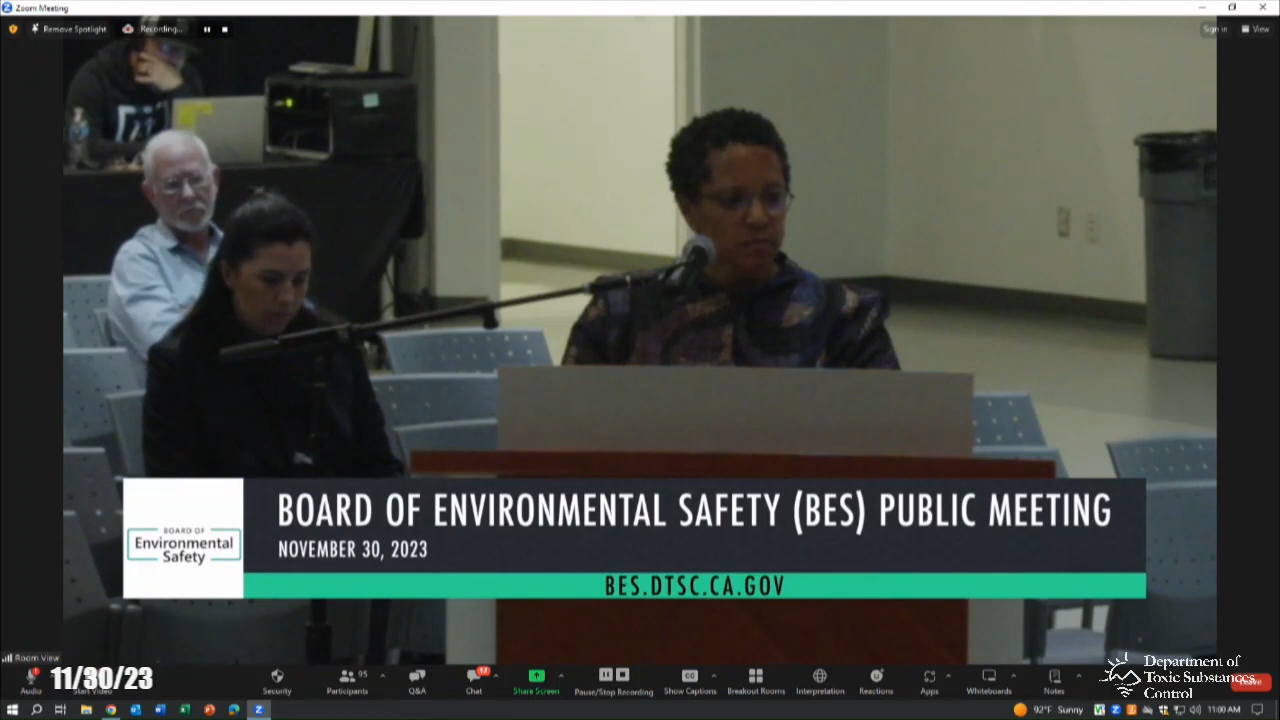 Zoom Meeting
Remove Spotlight
Recording...
Sign in
View
BOARD OF
Environmental
Safety
BOARD OF ENVIRONMENTAL SAFETY (BES) PUBLIC MEETING
NOVEMBER 30, 2023
BES.DTSC.CA.GOV
Room View
11/30/23
Audio
Start Video
Security
Participants
95
Q&A
Chat
12
Share Screen
Pause/Stop Recording
CC
Show Captions
Breakout Rooms
Interpretation
Reactions
Apps
Whiteboards
Notes
Department of
Toxic Substances
Control
92°F Sunny
11:00 AM